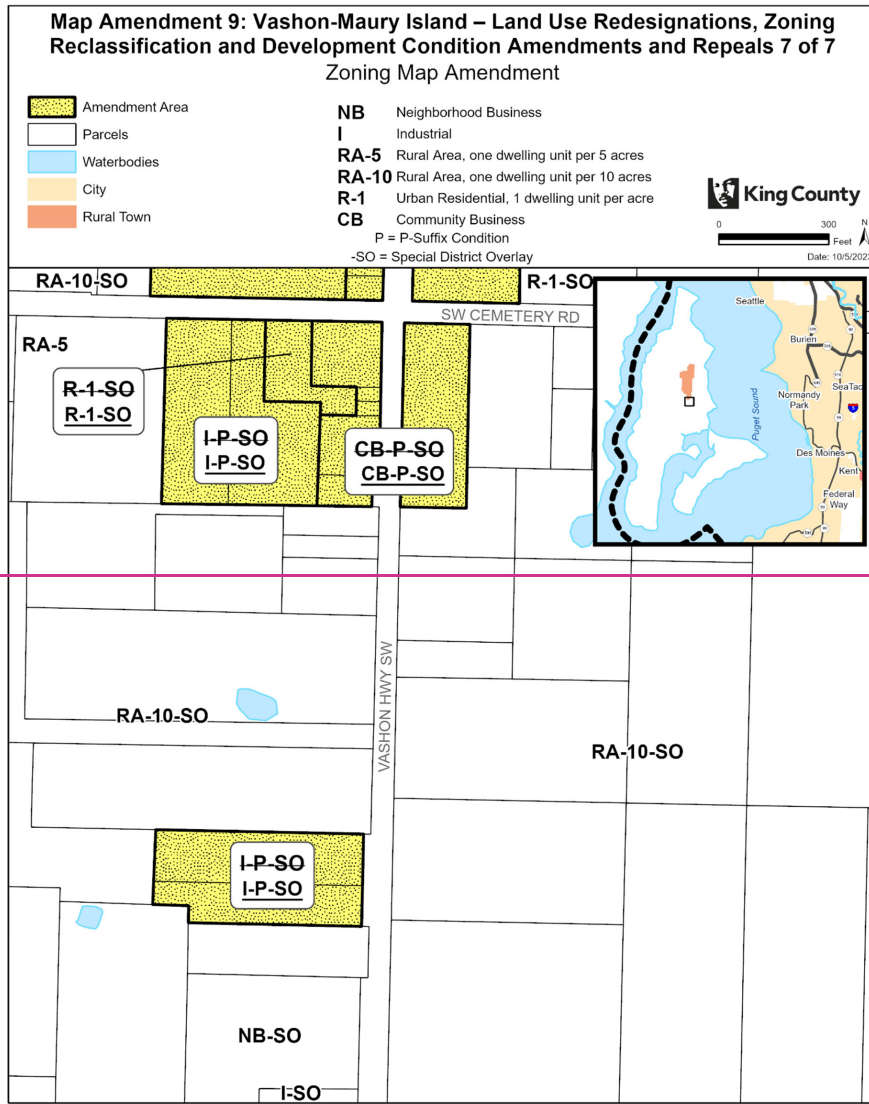 Map Amendment 9: Vashon-Maury Island – Land Use Redesignations, Zoning
Reclassification and Development Condition Amendments and Repeals 7 of 7
Zoning Map Amendment
Amendment Area
Parcels
Waterbodies
City
Rural Town
NB Neighborhood Business
I Industrial
RA-5 Rural Area, one dwelling unit per 5 acres
RA-10 Rural Area, one dwelling unit per 10 acres
R-1 Urban Residential, 1 dwelling unit per acre
CB Community Business
P = P-Suffix Condition
-SO = Special District Overlay
King County
0 300
Feet
N
Date: 10/5/2023
RA-10-SO
R-1-SO
SW CEMETERY RD
RA-5
R-1-SO
R-1-SO
I-P-SO
I-P-SO
CB-P-SO
CB-P-SO
Seattle
Burien
Normandy
Park
SeaTac
5
Puget Sound
Des Moines
Kent
Federal
Way
VASHON HWY SW
RA-10-SO
RA-10-SO
I-P-SO
I-P-SO
NB-SO
I-SO